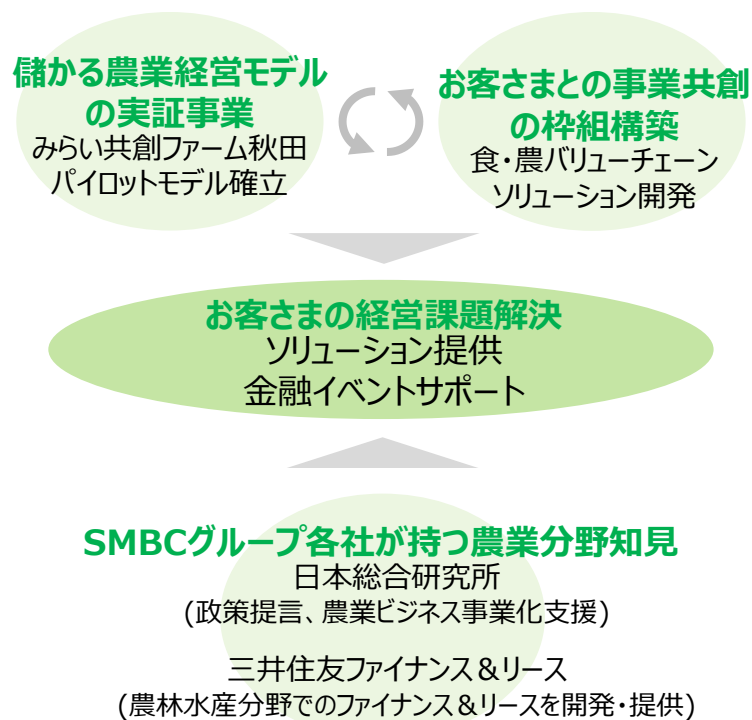 儲かる農業経営モデル
の実証事業
みらい共創ファーム秋田
パイロットモデル確立
お客さまとの事業共創
の枠組構築
食・農バリューチェーン
ソリューション開発
お客さまの経営課題解決
ソリューション提供
金融イベントサポート
SMBCグループ各社が持つ農業分野知見
日本総合研究所
(政策提言、農業ビジネス事業化支援)
三井住友ファイナンス＆リース
(農林水産分野でのファイナンス＆リースを開発・提供)